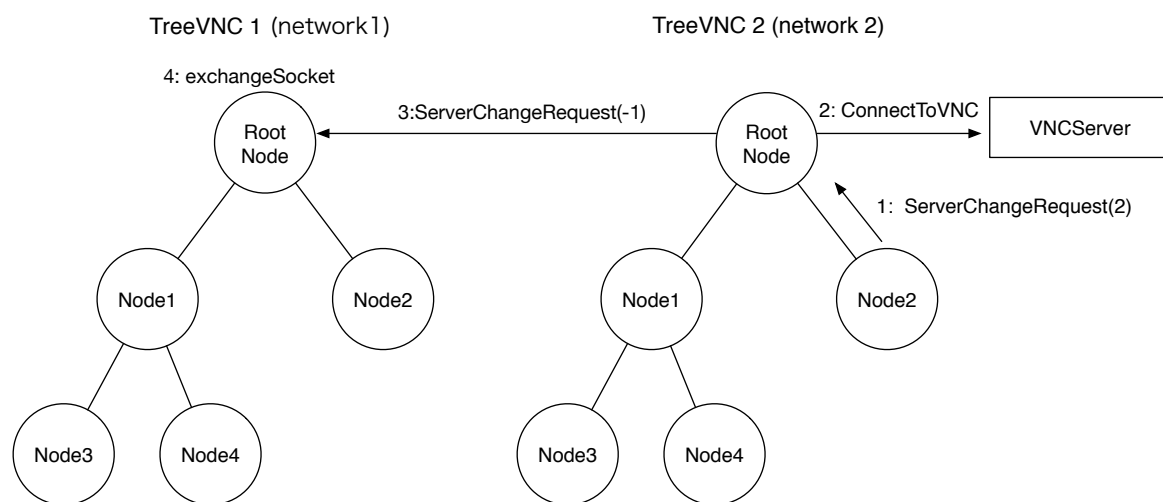 TreeVNC 1 (network1)
TreeVNC 2 (network 2)
4: exchangeSocket
3:ServerChangeRequest(-1)
2: ConnectToVNC
Root
Node
Root
Node
VNCServer
1: ServerChangeRequest(2)
Node1
Node2
Node1
Node2
Node3
Node4
Node3
Node4